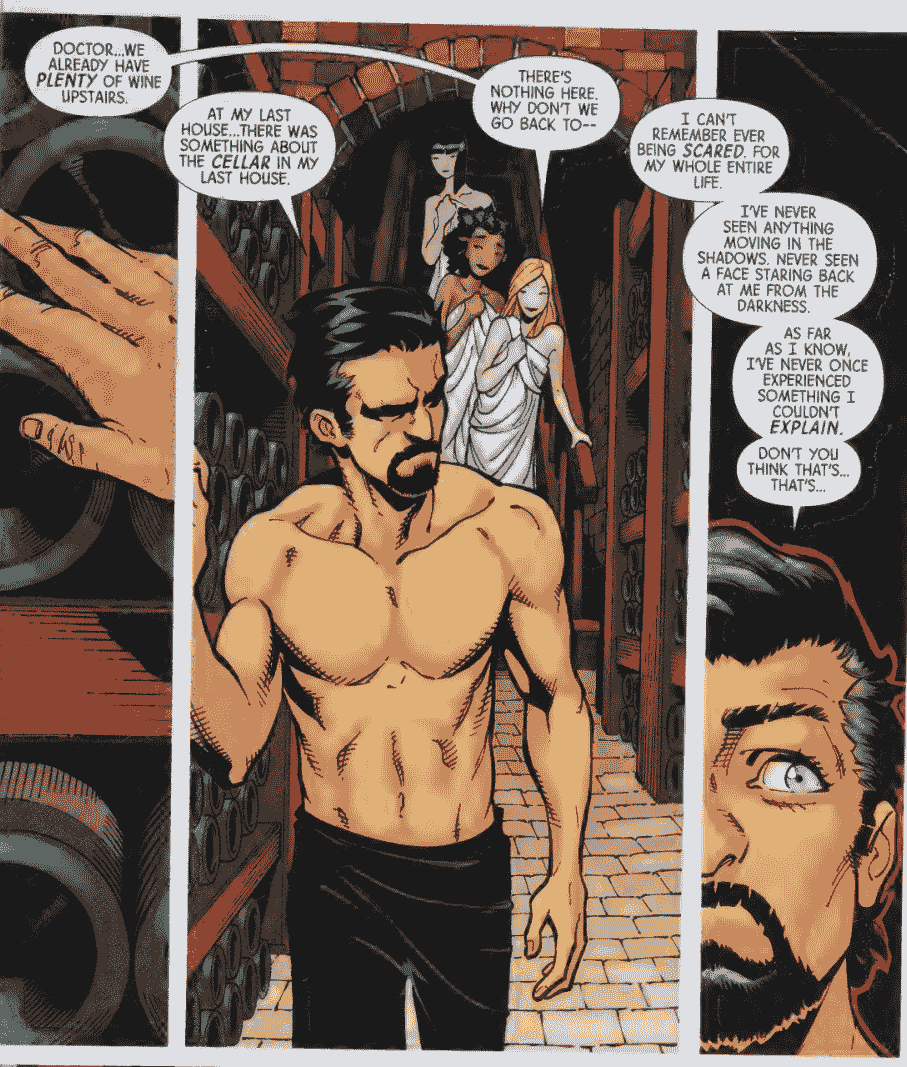 DOCTOR...WE
ALREADY HAVE
PLENTY OF WINE
UPSTAIRS.
AT MY LAST
HOUSE...THERE WAS
SOMETHING ABOUT
THE CELLAR IN MY
LAST HOUSE.
THERE'S
NOTHING HERE.
WHY DON'T WE
GO BACK TO--
I CAN'T
REMEMBER EVER
BEING SCARED. FOR
MY WHOLE ENTIRE
LIFE.
I'VE NEVER
SEEN ANYTHING
MOVING IN THE
SHADOWS. NEVER SEEN
A FACE STARING BACK
AT ME FROM THE
DARKNESS.
AS FAR
AS I KNOW,
I'VE NEVER ONCE
EXPERIENCED
SOMETHING I
COULDN'T
EXPLAIN.
DON'T YOU
THINK THAT'S...
THAT'S...